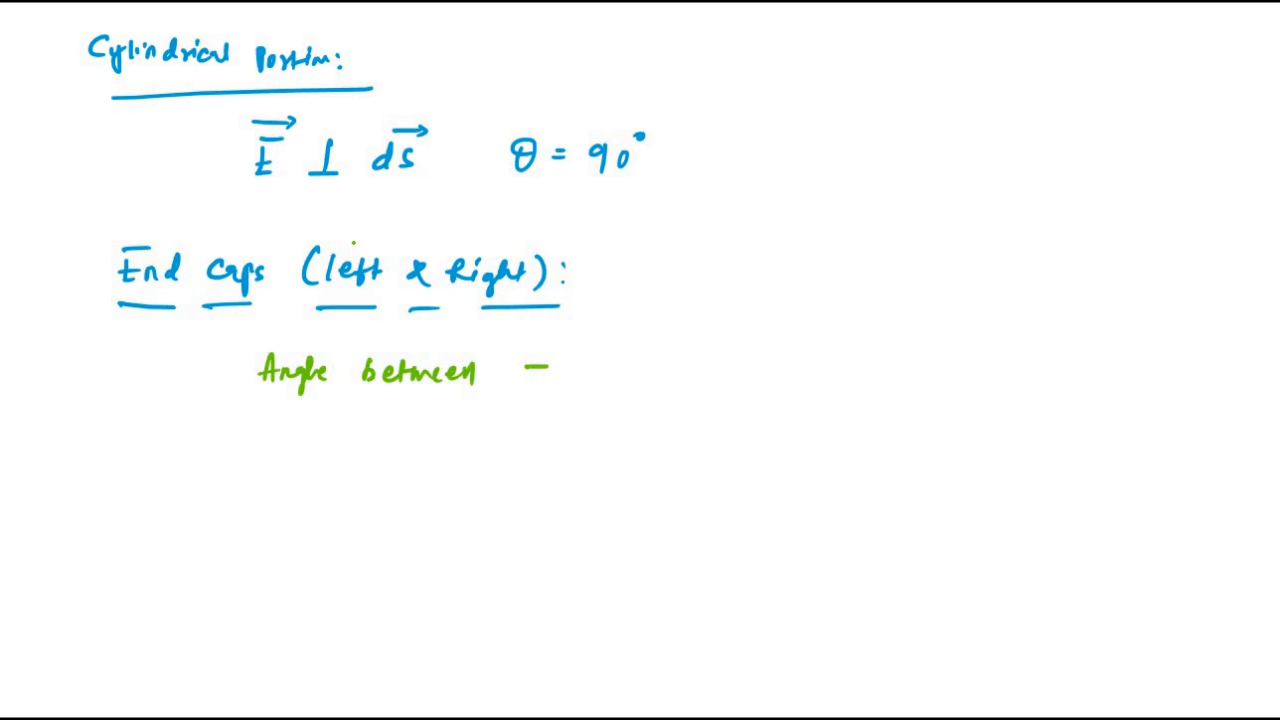 Cylindrical Portion:
E ⊥ ds θ = 90°
End Caps (left & Right):
Angle between -